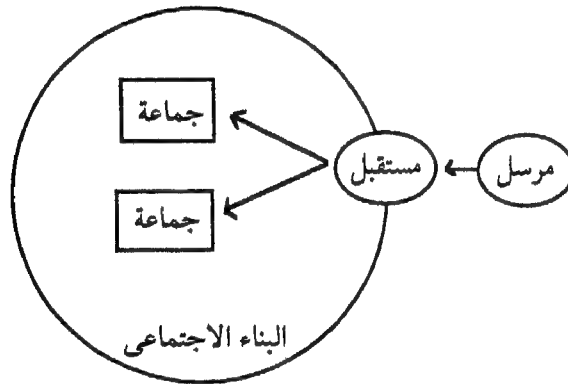 جماعة
مرسل
مستقبل
جماعة
البناء الاجتماعى